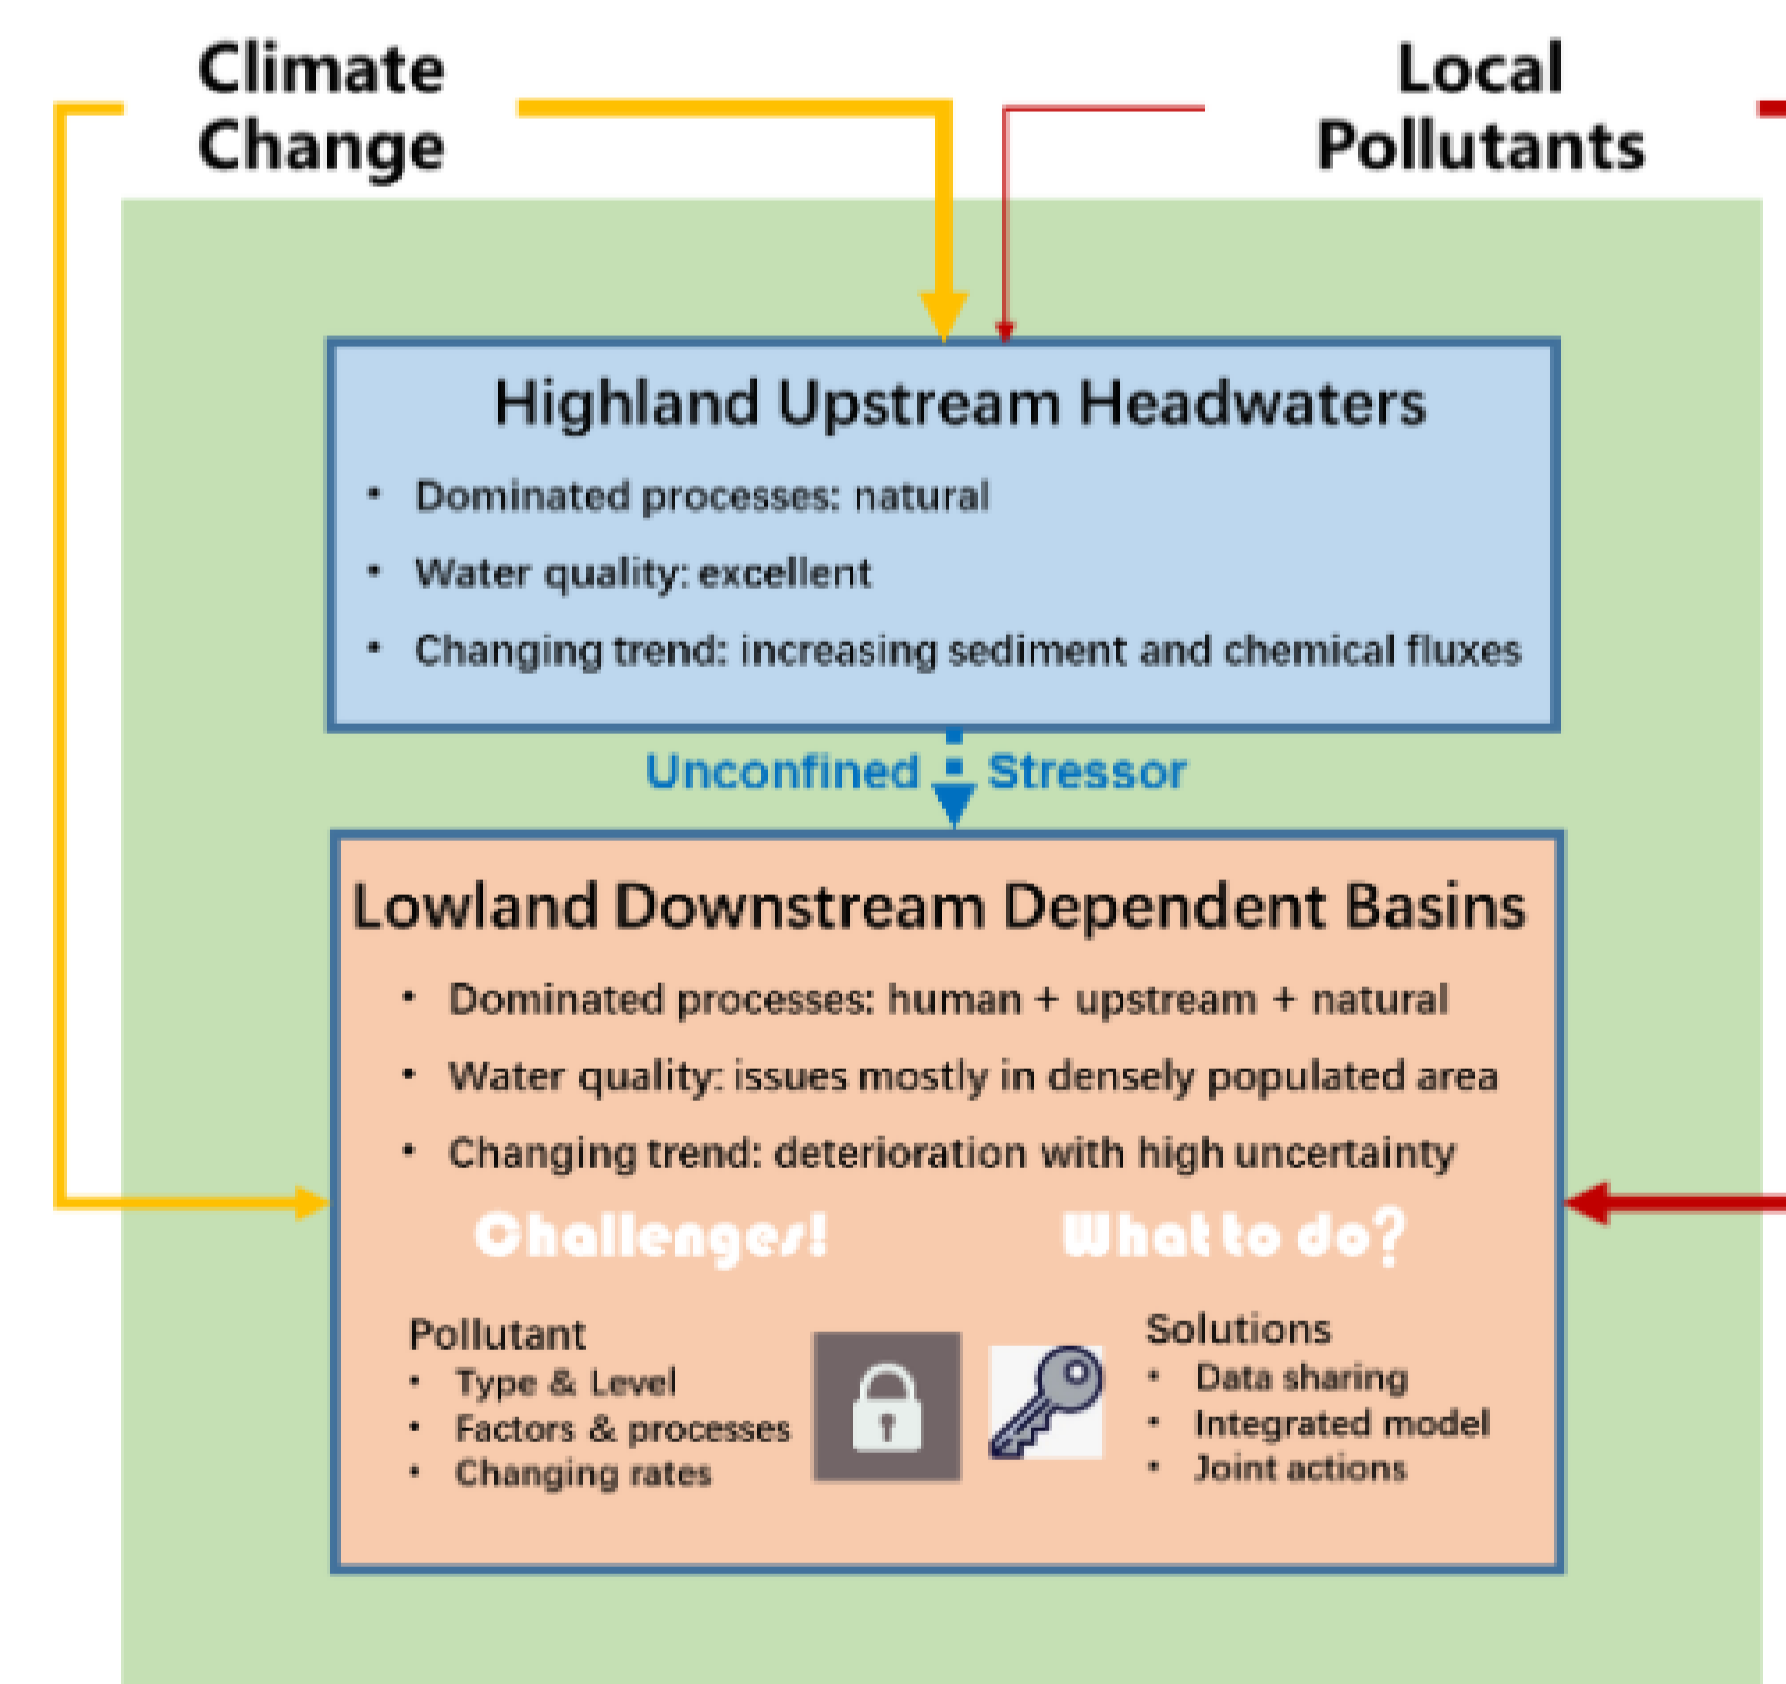 Climate
Change
Local
Pollutants
Highland Upstream Headwaters
• Dominated processes: natural
• Water quality: excellent
• Changing trend: increasing sediment and chemical fluxes
Unconfined Stressor
Lowland Downstream Dependent Basins
• Dominated processes: human + upstream + natural
• Water quality: issues mostly in densely populated area
• Changing trend: deterioration with high uncertainty
Challenges!
What to do?
Pollutant
• Type & Level
• Factors & processes
• Changing rates
Solutions
• Data sharing
• Integrated model
• Joint actions